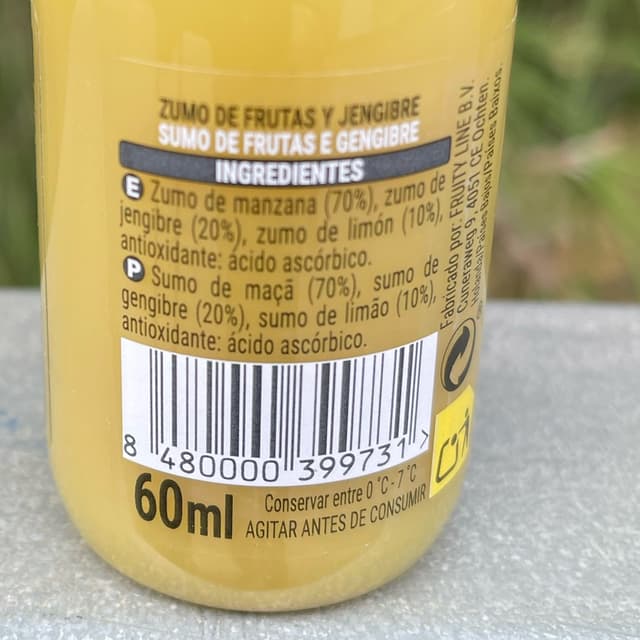 ZUMO DE FRUTAS Y JENGIBRE
SUMO DE FRUTAS E GENGIBRE
INGREDIENTES
E Zumo de manzana (70%), zumo de
jengibre (20%), zumo de limón (10%),
antioxidante: ácido ascórbico.
P Sumo de maçã (70%), sumo de
gengibre (20%), sumo de limão (10%),
antioxidante: ácido ascórbico.
8 480000 399731 >
60ml
Conservar entre 0 °C - 7 °C
AGITAR ANTES DE CONSUMIR
Fabricado por: FRUITY LINE B.V.
Cuneraweg 9, 4051 CE Ochten.
Holanda/Países Bajos/Países Baixos.